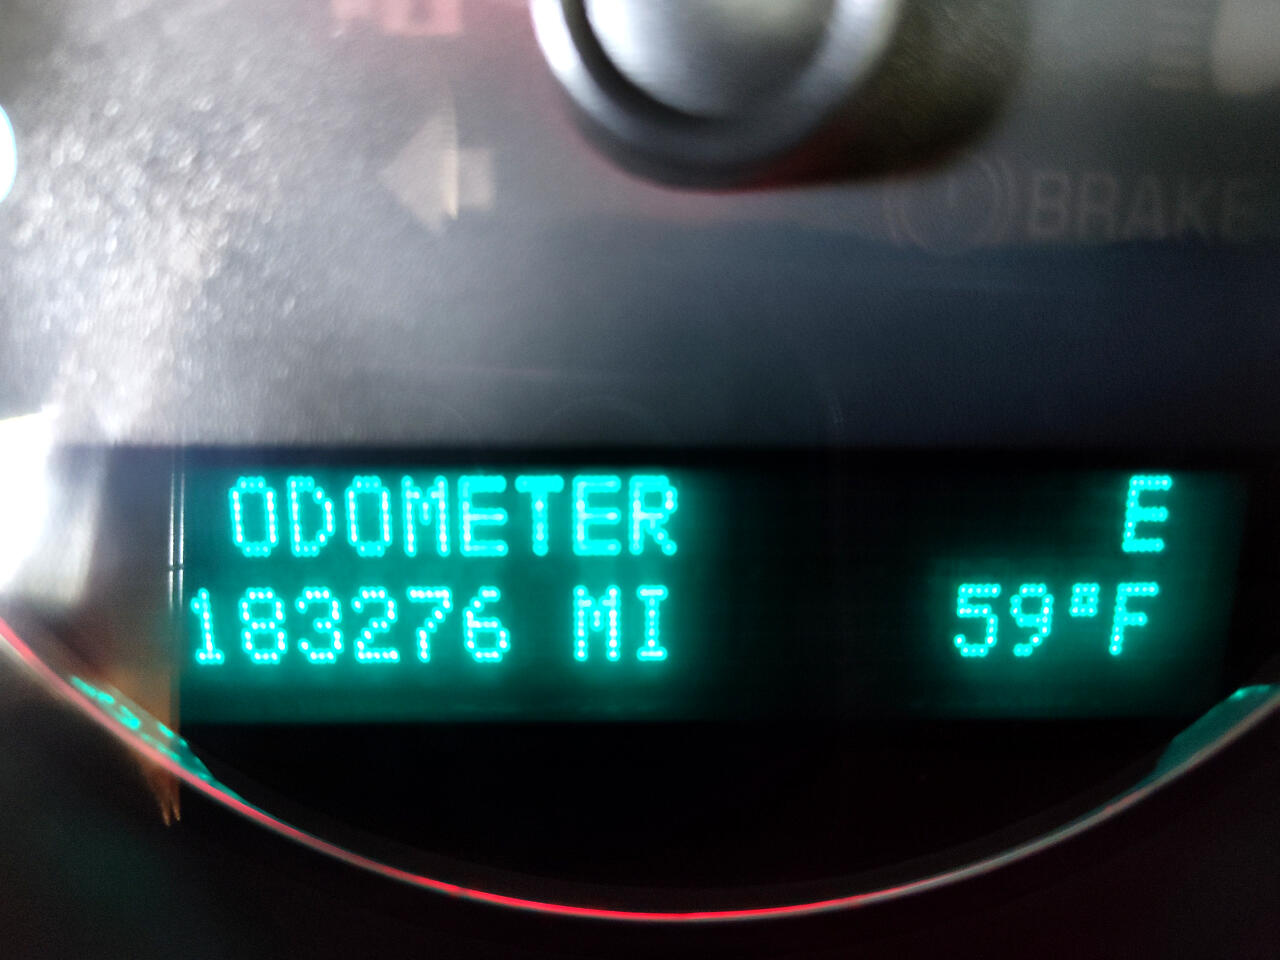 BRAKE
ODOMETER E
183276 MI 59°F